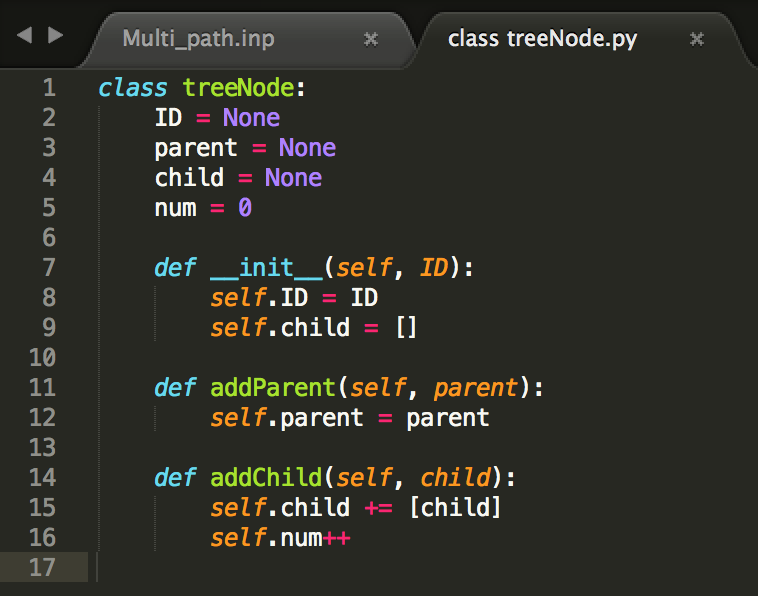 Multi_path.inp × class treeNode.py ×
1 class treeNode:
2     ID = None
3     parent = None
4     child = None
5     num = 0
6
7     def __init__(self, ID):
8         self.ID = ID
9         self.child = []
10
11     def addParent(self, parent):
12         self.parent = parent
13
14     def addChild(self, child):
15         self.child += [child]
16         self.num++
17